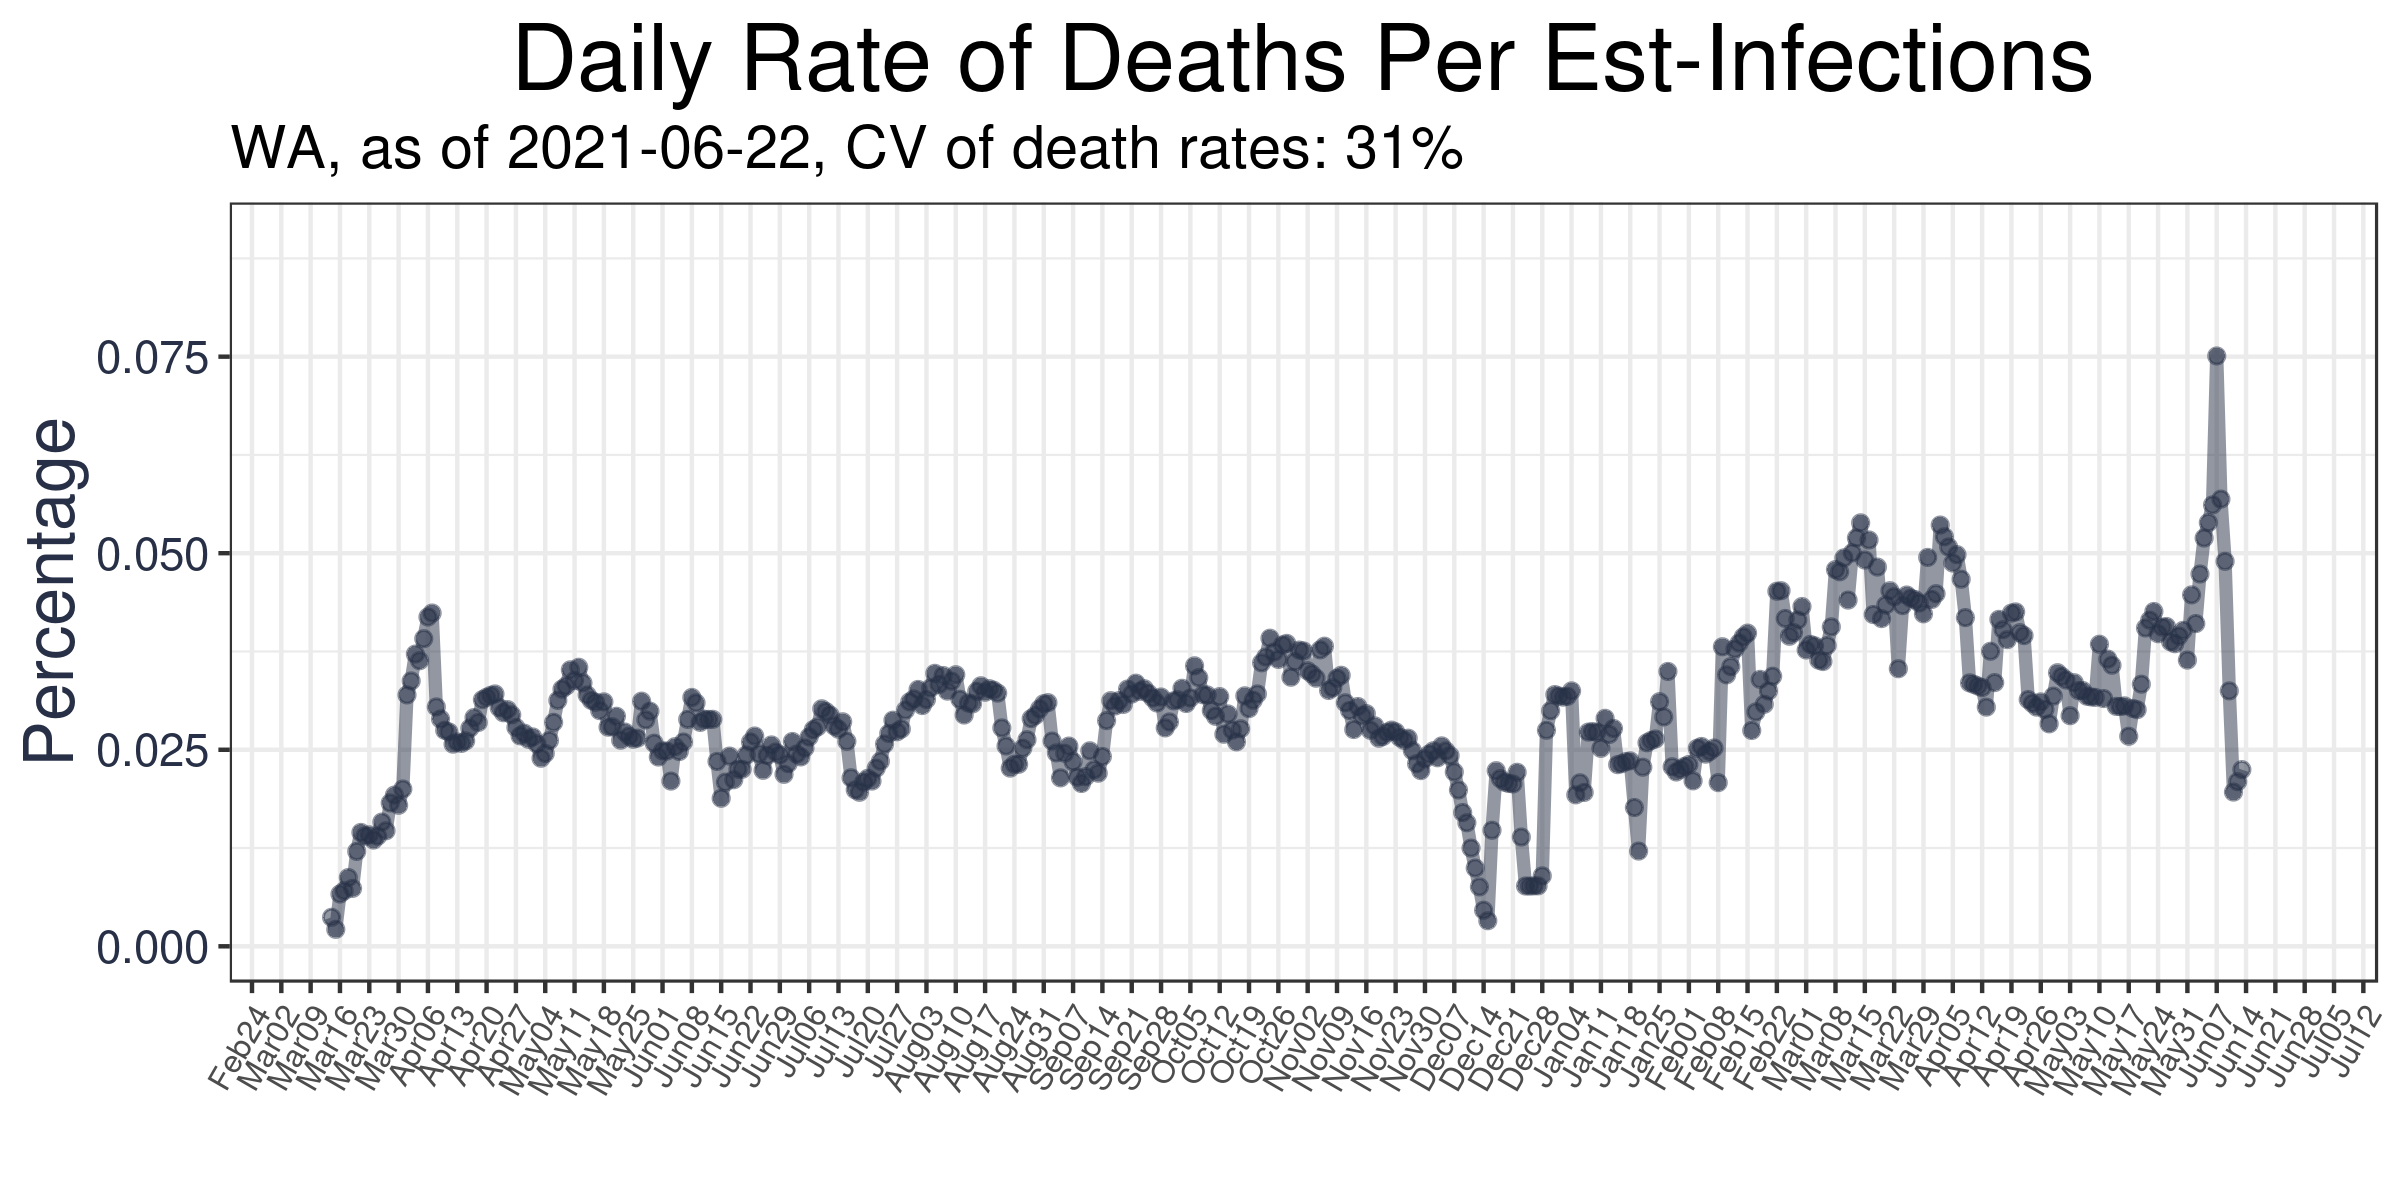 Daily Rate of Deaths Per Est-Infections
WA, as of 2021-06-22, CV of death rates: 31%
Percentage
0.075
0.050
0.025
0.000
Feb24
Mar02
Mar09
Mar16
Mar23
Mar30
Apr06
Apr13
Apr20
Apr27
May04
May11
May18
May25
Jun01
Jun08
Jun15
Jun22
Jun29
Jul06
Jul13
Jul20
Jul27
Aug03
Aug10
Aug17
Aug24
Aug31
Sep07
Sep14
Sep21
Sep28
Oct05
Oct12
Oct19
Oct26
Nov02
Nov09
Nov16
Nov23
Nov30
Dec07
Dec14
Dec21
Dec28
Jan04
Jan11
Jan18
Jan25
Feb01
Feb08
Feb15
Feb22
Mar01
Mar08
Mar15
Mar22
Mar29
Apr05
Apr12
Apr19
Apr26
May03
May10
May17
May24
May31
Jun07
Jun14
Jun21
Jun28
Jul05
Jul12